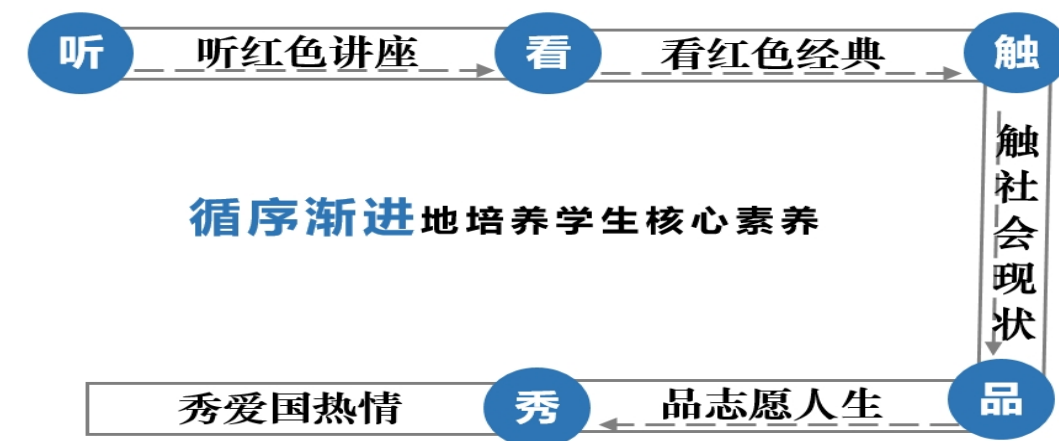 听 听红色讲座 看 看红色经典 触
触社会现状
循序渐进地培养学生核心素养
品 品志愿人生 秀 秀爱国热情